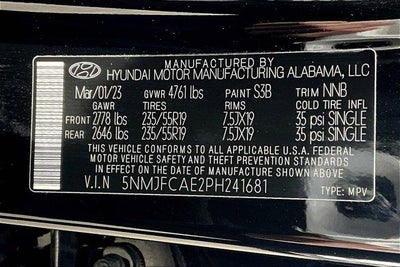 MANUFACTURED BY
HYUNDAI MOTOR MANUFACTURING ALABAMA, LLC
Mar/01/23 GVWR 4761 lbs PAINT S3B TRIM NNB
GAWR TIRES RIMS COLD TIRE INFL
FRONT 2778 lbs 235/55R19 7.5JX19 35 psi SINGLE
REAR 2646 lbs 235/55R19 7.5JX19 35 psi SINGLE
THIS VEHICLE CONFORMS TO ALL APPLICABLE U.S.A. FEDERAL
MOTOR VEHICLE SAFETY AND THEFT PREVENTION STANDARDS
IN EFFECT ON THE DATE OF MANUFACTURE SHOWN ABOVE.
V.I.N 5NMJFCAE2PH241681 TYPE: MPV